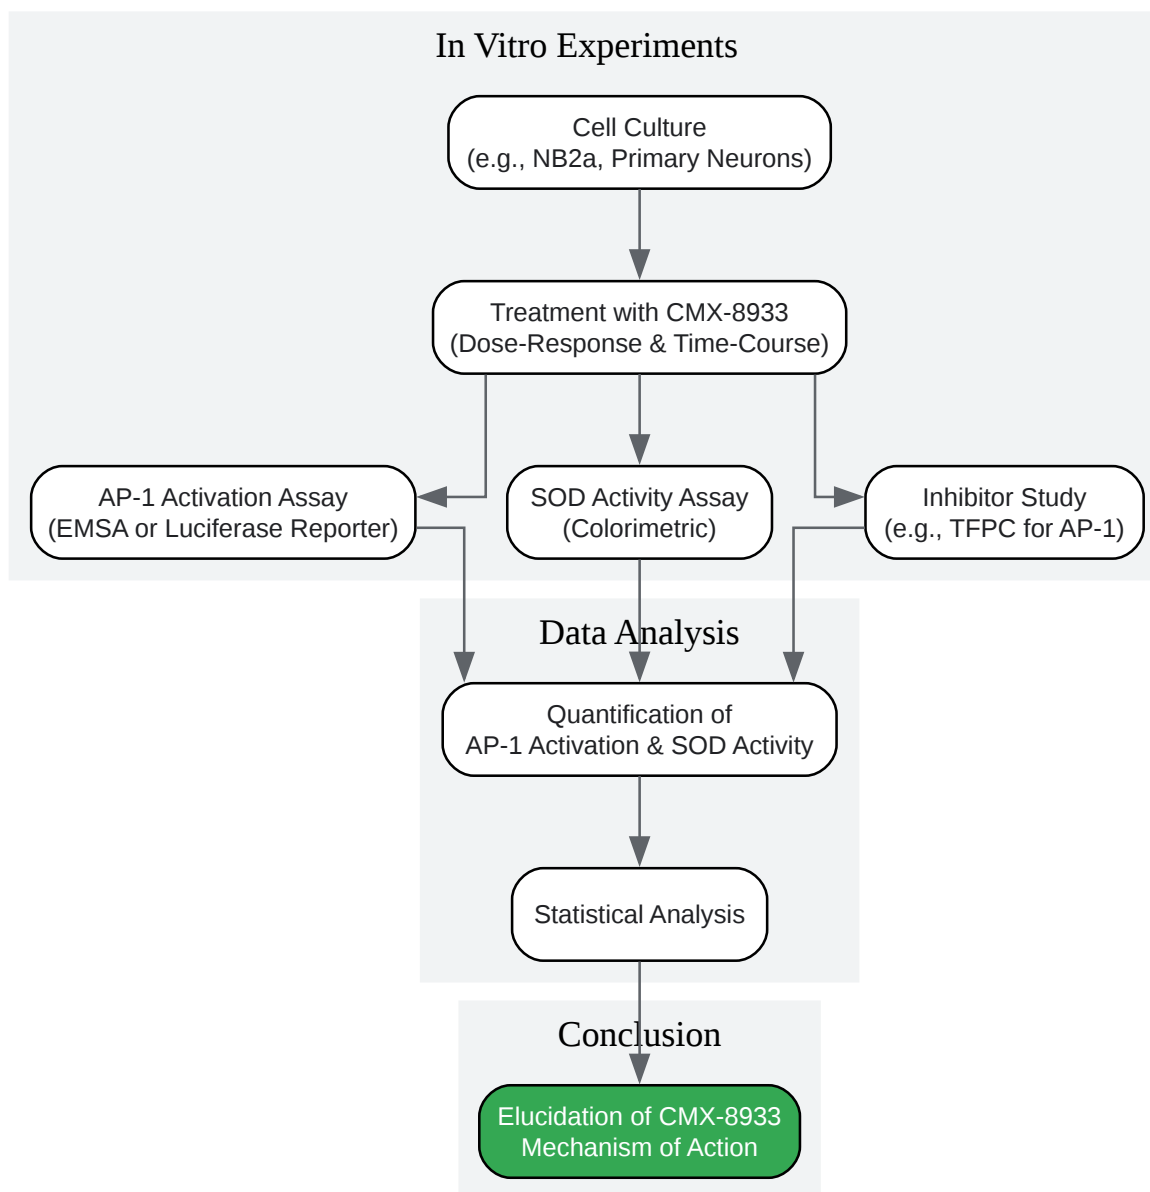 In Vitro Experiments
Cell Culture
(e.g., NB2a, Primary Neurons)
Treatment with CMX-8933
(Dose-Response & Time-Course)
AP-1 Activation Assay
(EMSA or Luciferase Reporter)
SOD Activity Assay
(Colorimetric)
Inhibitor Study
(e.g., TFPC for AP-1)
Data Analysis
Quantification of
AP-1 Activation & SOD Activity
Statistical Analysis
Conclusion
Elucidation of CMX-8933
Mechanism of Action